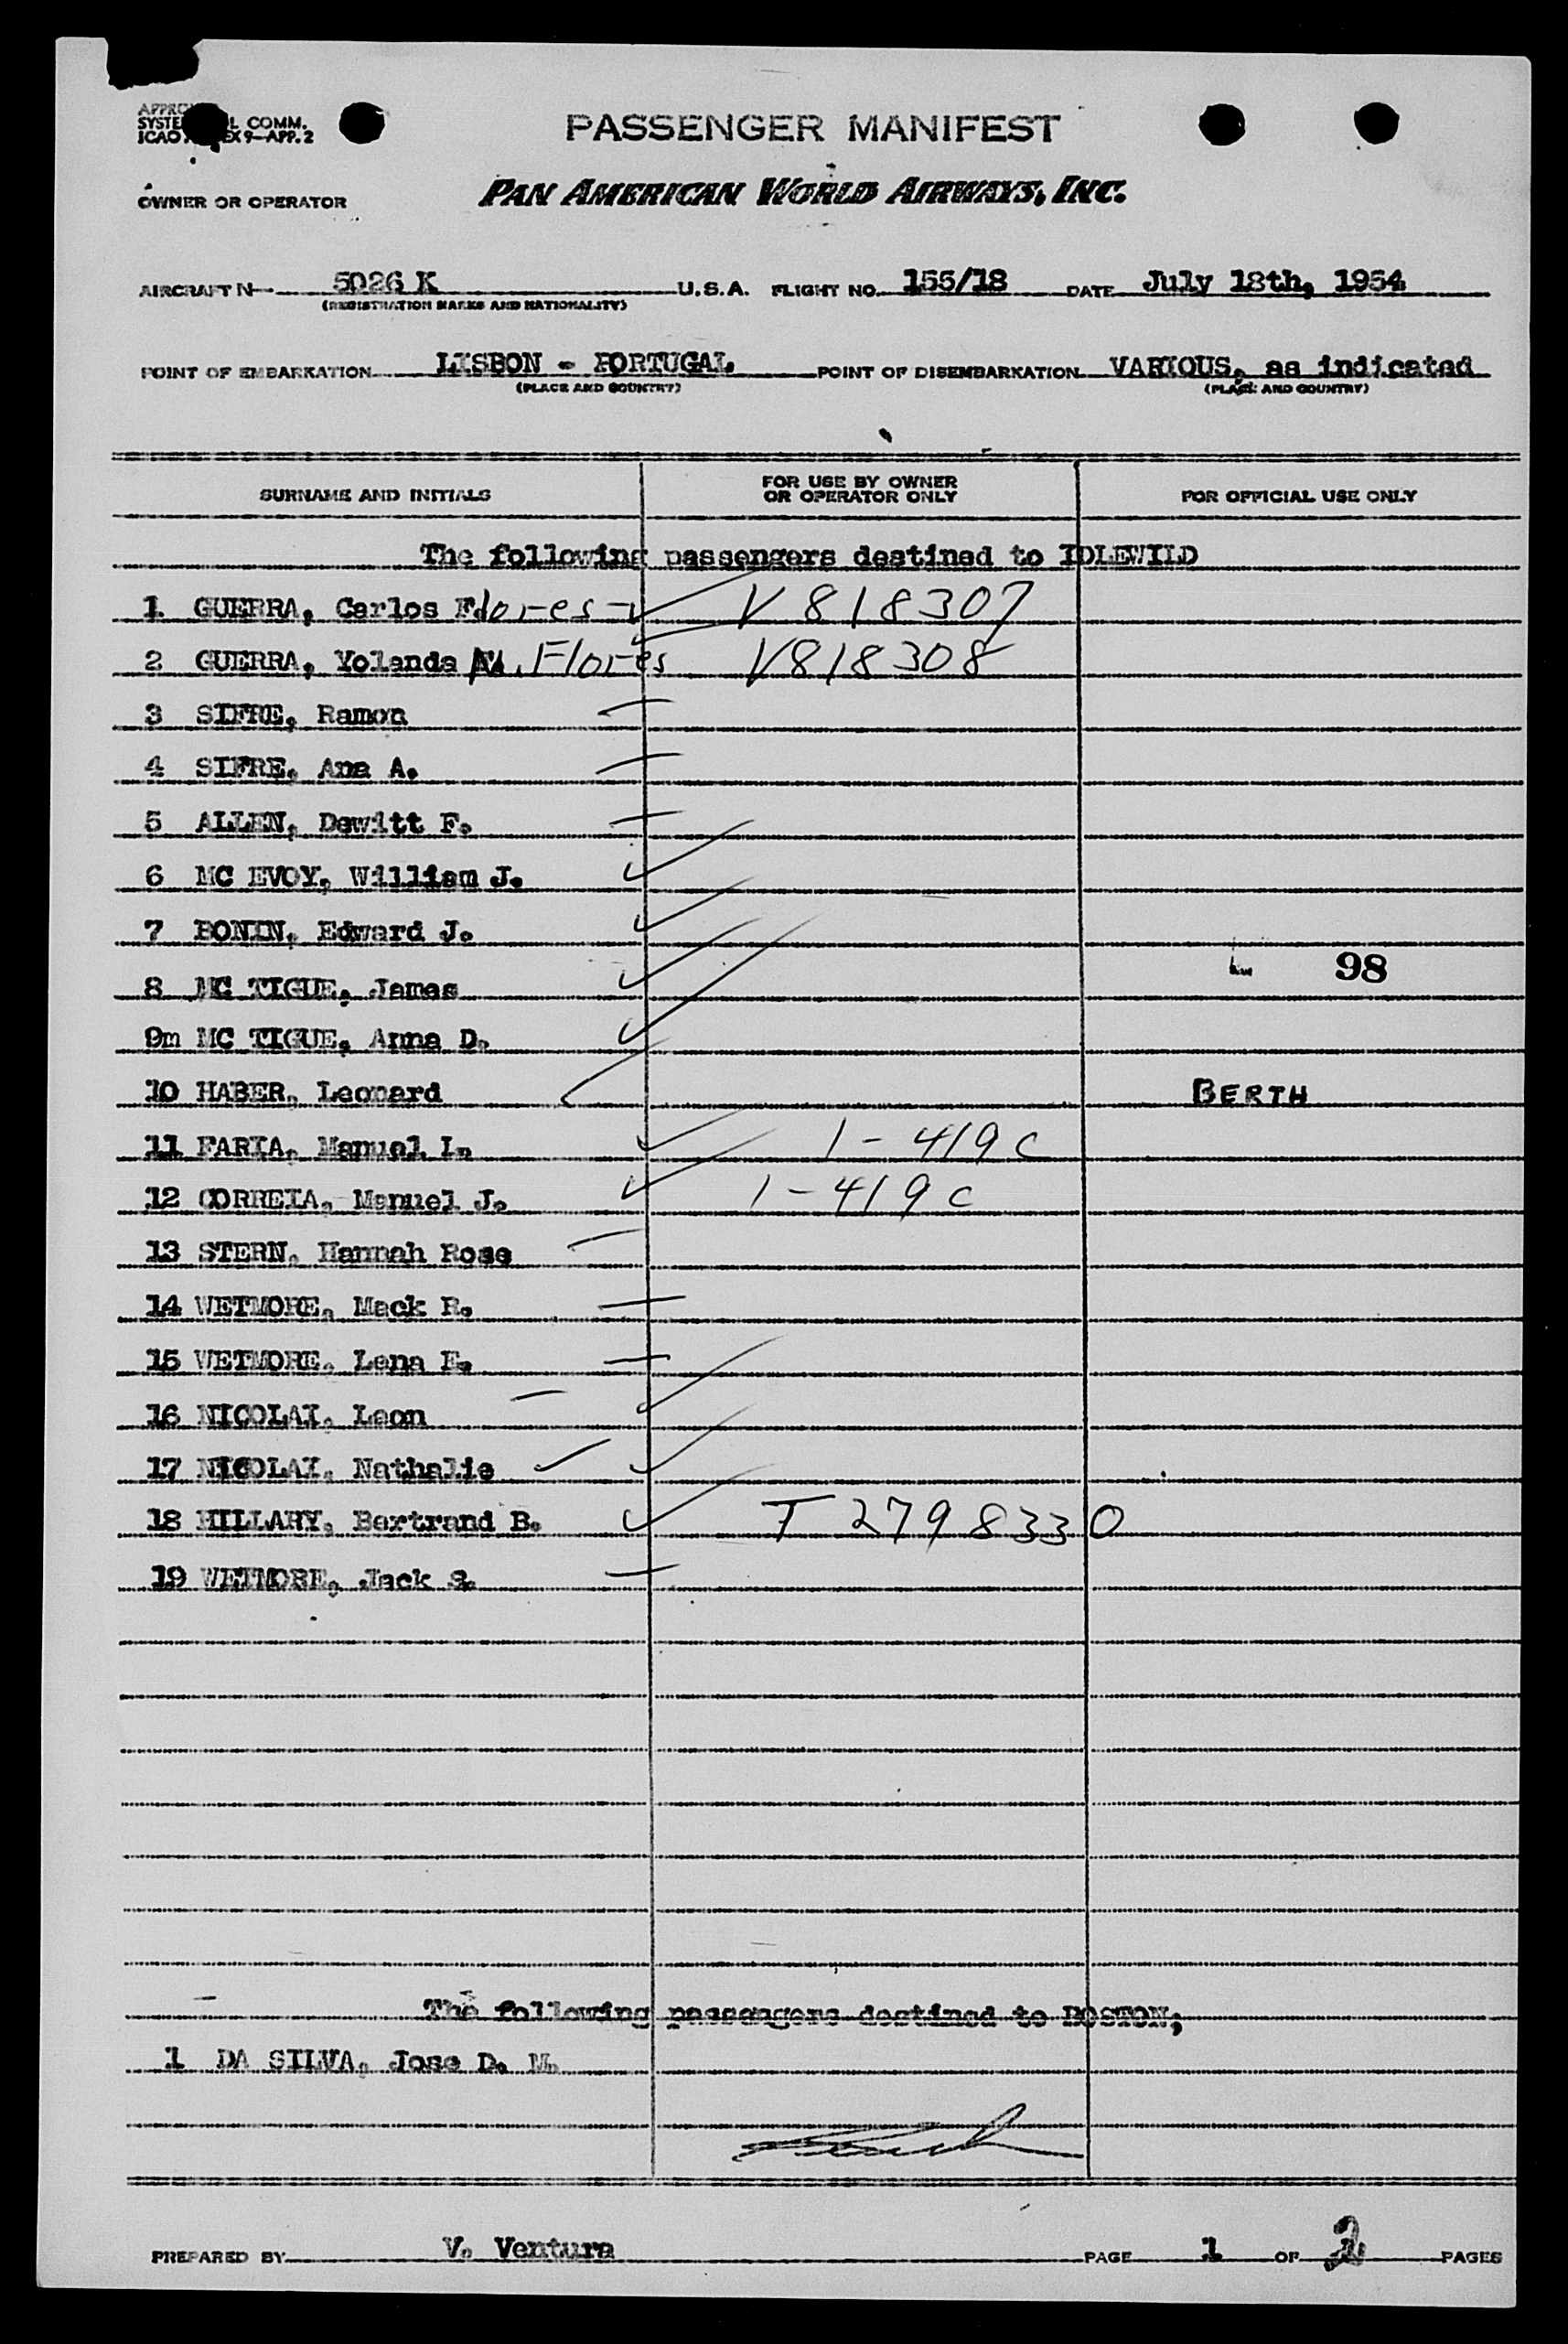 SYSTE L COMM.
ICAO EX 9—APP. 2
PASSENGER MANIFEST
OWNER OR OPERATOR PAN AMERICAN WORLD AIRWAYS, INC.
AIRCRAFT N 5026 K U.S.A. FLIGHT NO. 155/18 DATE July 18th, 1954
(REGISTRATION MARKS AND NATIONALITY)
POINT OF EMBARKATION LISBON - PORTUGAL POINT OF DISEMBARKATION VARIOUS, as indicated
(PLACE AND COUNTRY) (PLACE AND COUNTRY)
SURNAME AND INITIALS FOR USE BY OWNER OR OPERATOR ONLY FOR OFFICIAL USE ONLY
The following passengers destined to IDLEWILD
1 GUERRA, Carlos Flores V818307
2 GUERRA, Yolanda M. Flores V818308
3 SIFRE, Ramon
4 SIFRE, Ana A.
5 ALLEN, Dewitt F.
6 MC EVOY, William J.
7 BONIN, Edward J.
98
8 MC TIGUE, James
9m MC TIGUE, Anna D.
10 HABER, Leonard BERTH
11 FARIA, Manuel I. 1-419c
12 CORREIA, Manuel J. 1-419c
13 STERN, Hannah Rose
14 WETMORE, Mack R.
15 WETMORE, Lena E.
16 NICOLAI, Leon
17 NICOLAI, Nathalie
18 HILLARY, Bertrand B. T 2798330
19 WETMORE, Jack S.
The following passengers destined to BOSTON;
1 DA SILVA, Jose D. M.
PREPARED BY V. Ventura PAGE 1 OF 2 PAGES